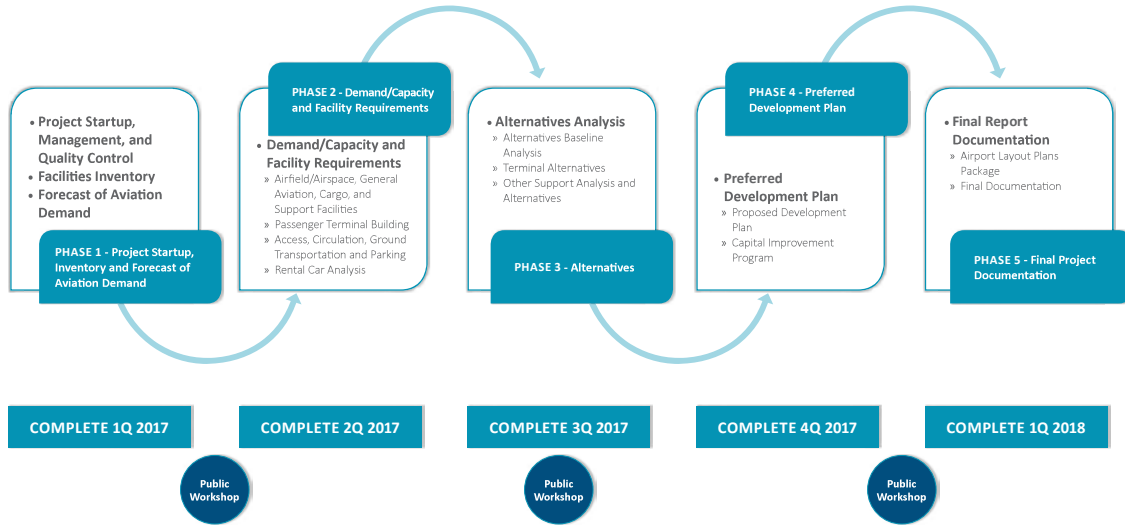 • Project Startup,
Management, and
Quality Control
• Facilities Inventory
• Forecast of Aviation
Demand
PHASE 1 - Project Startup,
Inventory and Forecast of
Aviation Demand
PHASE 2 - Demand/Capacity
and Facility Requirements
• Demand/Capacity and
Facility Requirements
» Airfield/Airspace, General
Aviation, Cargo, and
Support Facilities
» Passenger Terminal Building
» Access, Circulation, Ground
Transportation and Parking
» Rental Car Analysis
• Alternatives Analysis
» Alternatives Baseline
Analysis
» Terminal Alternatives
» Other Support Analysis and
Alternatives
PHASE 3 - Alternatives
PHASE 4 - Preferred
Development Plan
• Preferred
Development Plan
» Proposed Development
Plan
» Capital Improvement
Program
• Final Report
Documentation
» Airport Layout Plans
Package
» Final Documentation
PHASE 5 - Final Project
Documentation
COMPLETE 1Q 2017
COMPLETE 2Q 2017
COMPLETE 3Q 2017
COMPLETE 4Q 2017
COMPLETE 1Q 2018
Public
Workshop
Public
Workshop
Public
Workshop